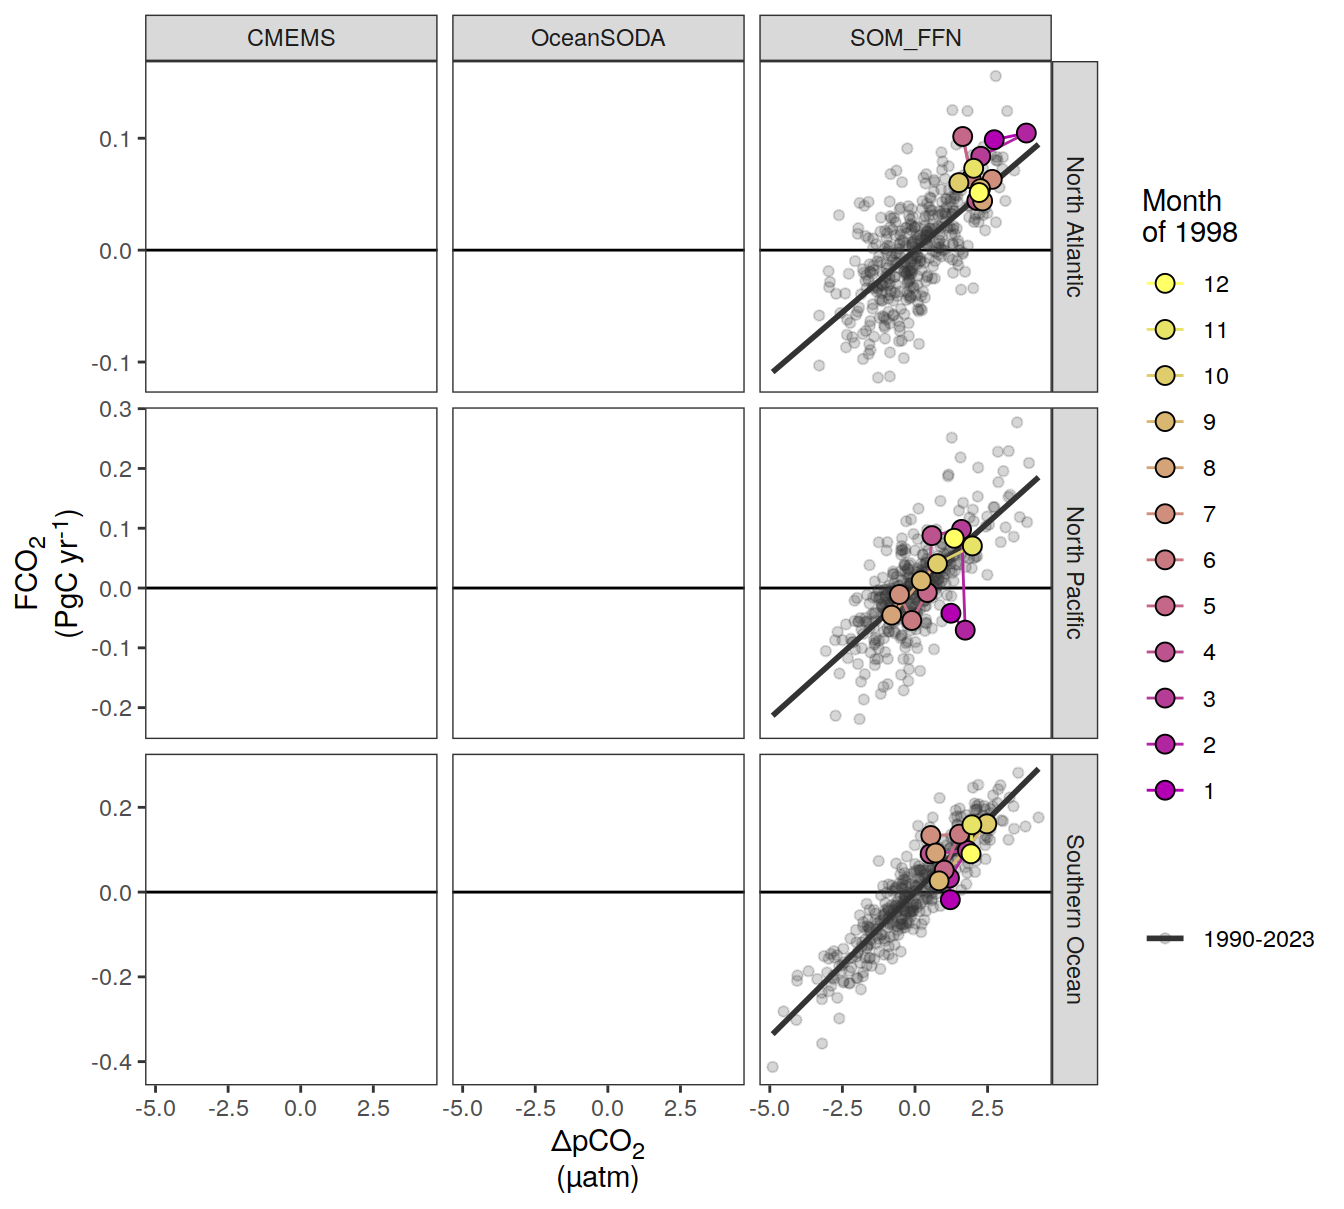 CMEMS
OceanSODA
SOM_FFN
0.1
0.0
-0.1
North Atlantic
0.3
0.2
0.1
0.0
-0.1
-0.2
North Pacific
0.2
0.0
-0.2
-0.4
Southern Ocean
-5.0 -2.5 0.0 2.5
-5.0 -2.5 0.0 2.5
-5.0 -2.5 0.0 2.5
ΔpCO2
(µatm)
FCO2
(PgC yr-1)
Month
of 1998
12
11
10
9
8
7
6
5
4
3
2
1
1990-2023